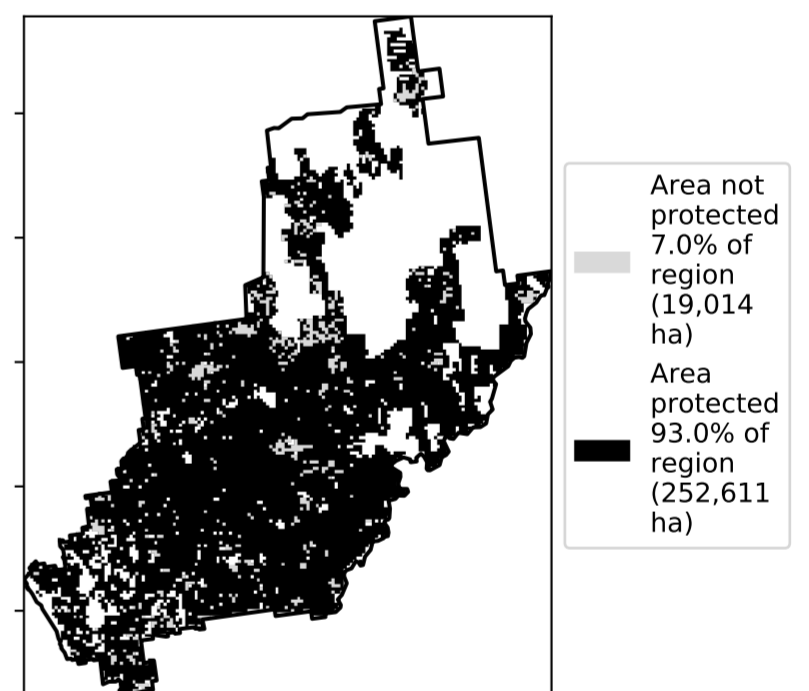 Area not
protected
7.0% of
region
(19,014
ha)
Area
protected
93.0% of
region
(252,611
ha)